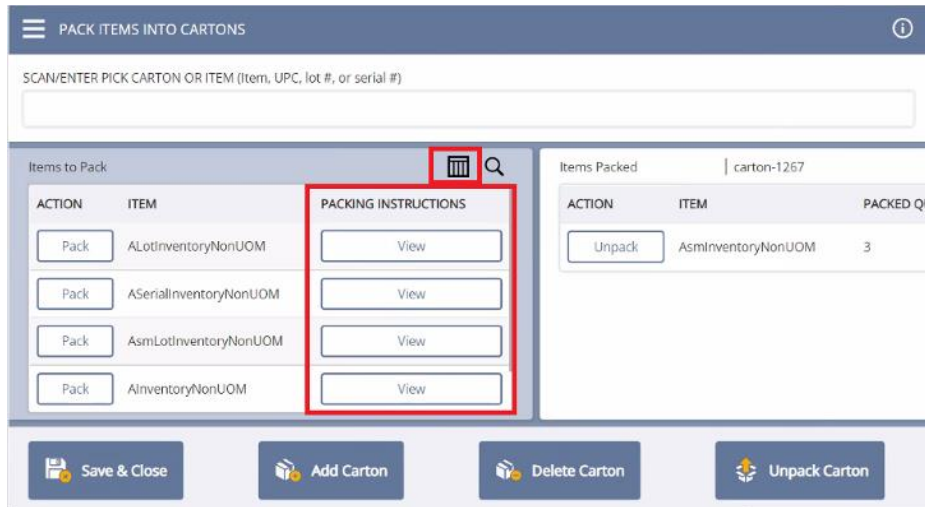 PACK ITEMS INTO CARTONS
SCAN/ENTER PICK CARTON OR ITEM (Item, UPC, lot #, or serial #)
Items to Pack
ACTION ITEM PACKING INSTRUCTIONS
Pack ALotInventoryNonUOM View
Pack ASerialInventoryNonUOM View
Pack AsmLotInventoryNonUOM View
Pack AInventoryNonUOM View
Items Packed carton-1267
ACTION ITEM PACKED QU
Unpack AsmInventoryNonUOM 3
Save & Close Add Carton Delete Carton Unpack Carton